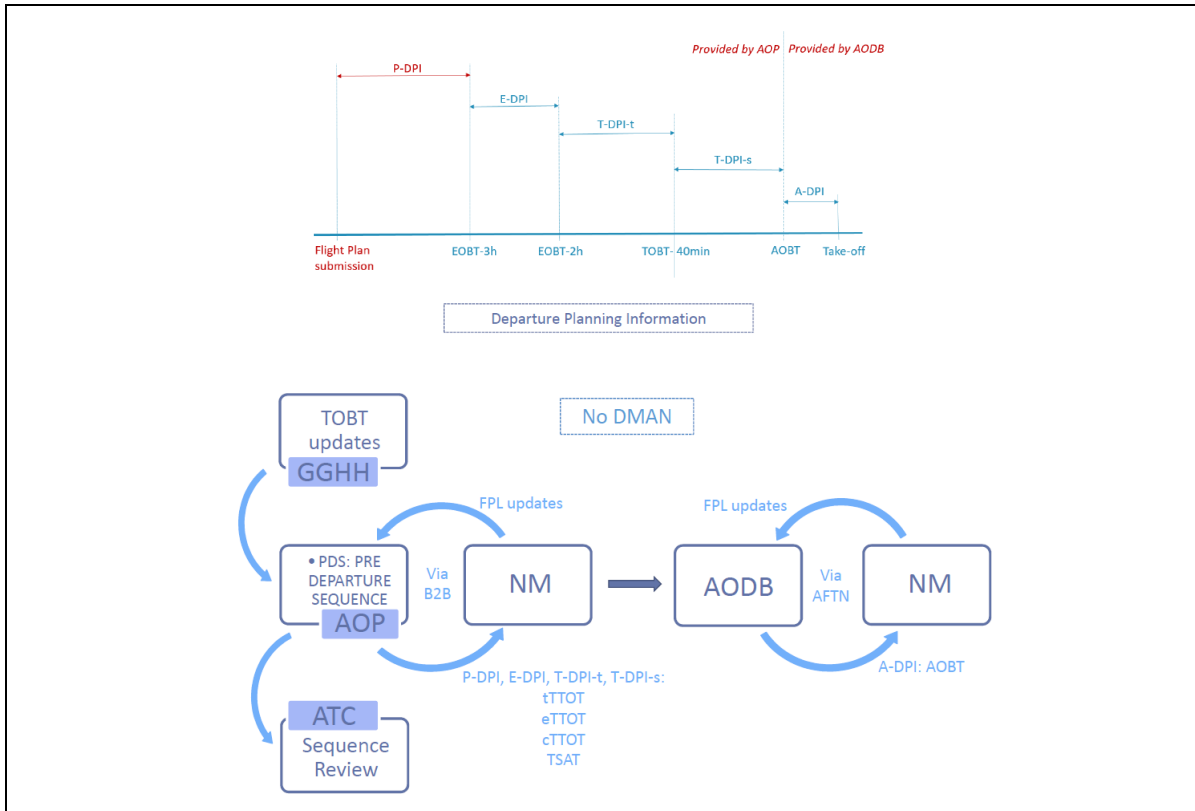 Provided by AOP
Provided by AODB
P-DPI
E-DPI
T-DPI-t
T-DPI-s
A-DPI
Flight Plan
submission
EOBT-3h
EOBT-2h
TOBT- 40min
AOBT
Take-off
Departure Planning Information
TOBT
updates
GGHH
No DMAN
FPL updates
FPL updates
• PDS: PRE
DEPARTURE
SEQUENCE
AOP
Via
B2B
NM
AODB
Via
AFTN
NM
P-DPI, E-DPI, T-DPI-t, T-DPI-s:
tTTOT
eTTOT
cTTOT
TSAT
A-DPI: AOBT
ATC
Sequence
Review